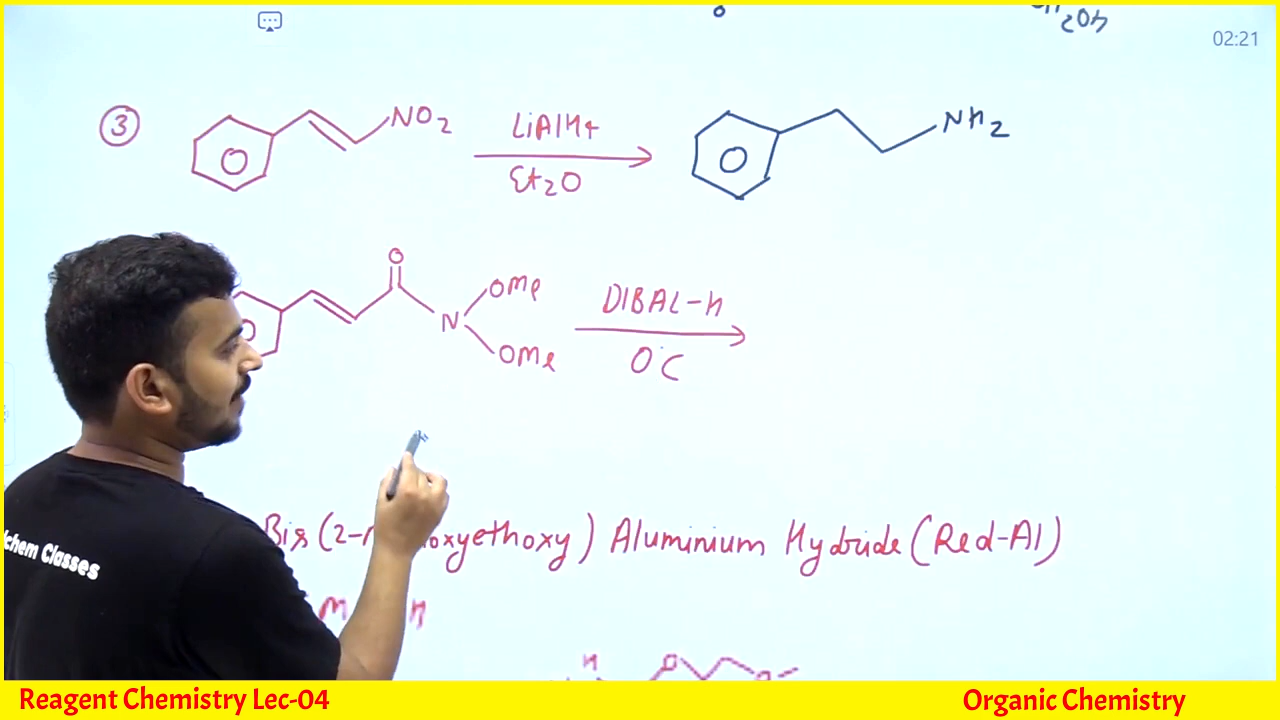 02:21
3
NO2
LiAlH4
Et2O
NH2
O
N
OMe
OMe
DIBAL-H
0°C
Bis (2- oxyethoxy) Aluminium Hydride (Red-Al)
H
O
chem Classes
Reagent Chemistry Lec-04
Organic Chemistry